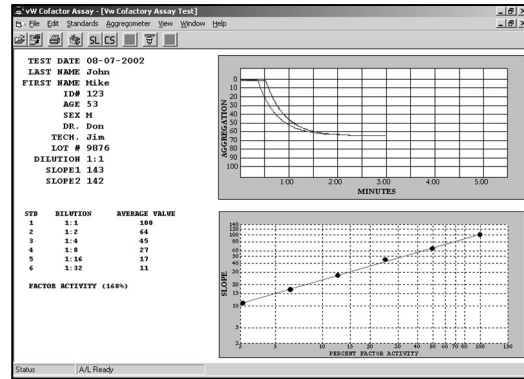 vW Cofactor Assay - [Vw Cofactory Assay Test]
File Edit Standards Aggregometer View Window Help
SL CS
TEST DATE 08-07-2002
LAST NAME John
FIRST NAME Mike
ID# 123
AGE 53
SEX M
DR. Don
TECH. Jim
LOT # 9876
DILUTION 1:1
SLOPE1 143
SLOPE2 142
STD DILUTION AVERAGE VALUE
1 1:1 100
2 1:2 64
3 1:4 45
4 1:8 27
5 1:16 17
6 1:32 11
FACTOR ACTIVITY (168%)
AGGREGATION
0
10
20
30
40
50
60
70
80
90
100
1:00 2:00 3:00 4:00 5:00
MINUTES
SLOPE
PERCENT FACTOR ACTIVITY
Status A/L Ready